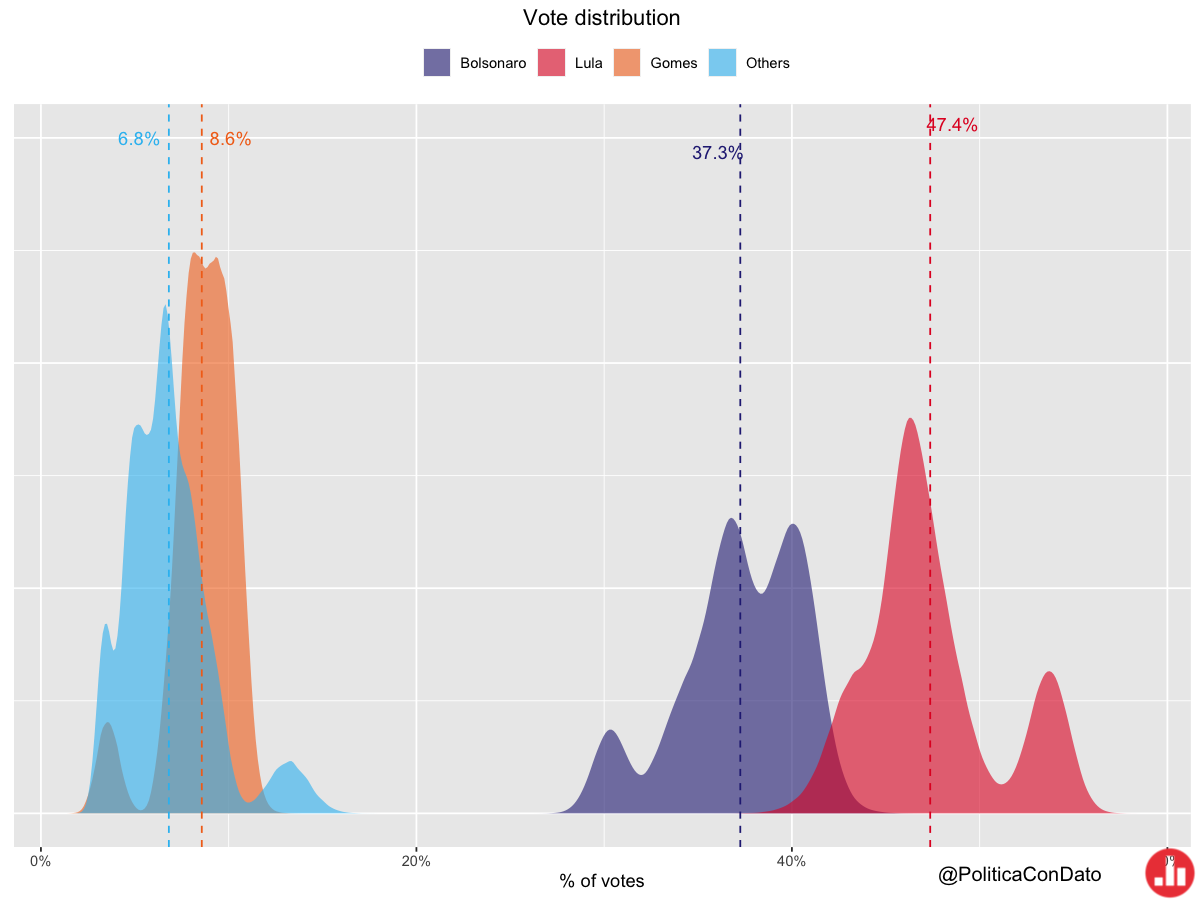 Vote distribution
Bolsonaro Lula Gomes Others
47.4%
6.8% 8.6%
37.3%
0% 20% 40%
% of votes
@PoliticaConDato